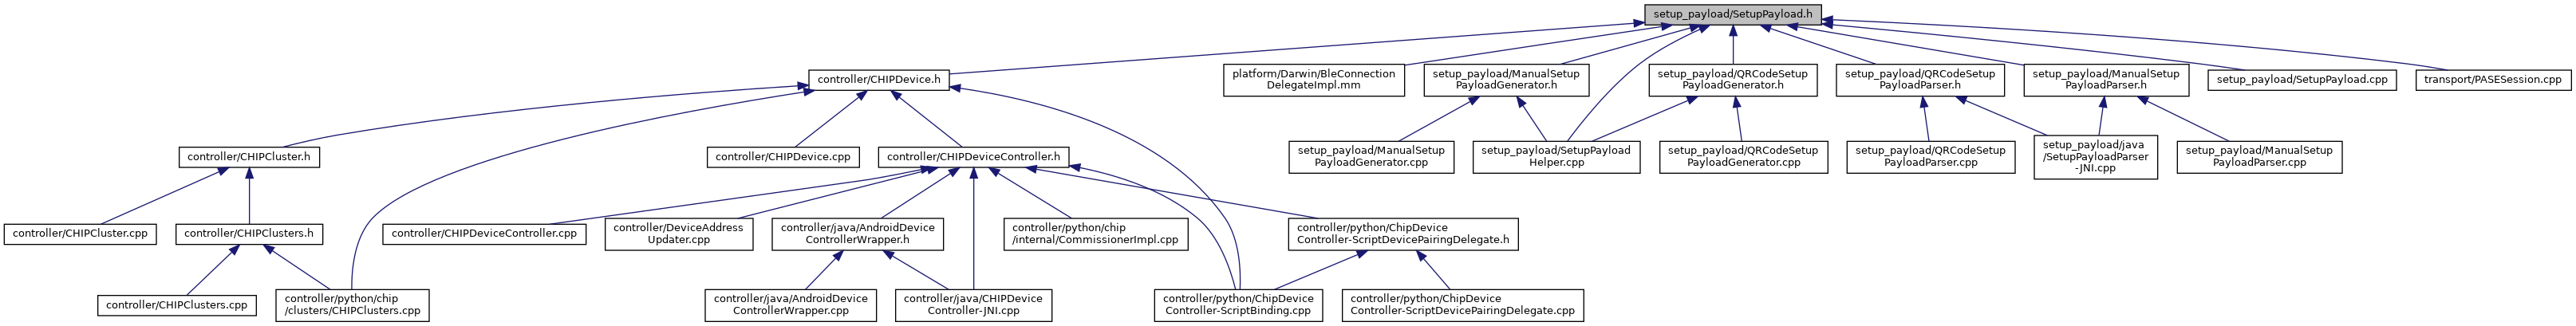 setup_payload/SetupPayload.h
controller/CHIPDevice.h
platform/Darwin/BleConnection
DelegateImpl.mm
setup_payload/ManualSetup
PayloadGenerator.h
setup_payload/QRCodeSetup
PayloadGenerator.h
setup_payload/QRCodeSetup
PayloadParser.h
setup_payload/ManualSetup
PayloadParser.h
setup_payload/SetupPayload.cpp
transport/PASESession.cpp
controller/CHIPCluster.h
controller/CHIPDevice.cpp
controller/CHIPDeviceController.h
setup_payload/ManualSetup
PayloadGenerator.cpp
setup_payload/SetupPayload
Helper.cpp
setup_payload/QRCodeSetup
PayloadGenerator.cpp
setup_payload/QRCodeSetup
PayloadParser.cpp
setup_payload/java
/SetupPayloadParser
-JNI.cpp
setup_payload/ManualSetup
PayloadParser.cpp
controller/CHIPCluster.cpp
controller/CHIPClusters.h
controller/CHIPDeviceController.cpp
controller/DeviceAddress
Updater.cpp
controller/java/AndroidDevice
ControllerWrapper.h
controller/python/chip
/internal/CommissionerImpl.cpp
controller/python/ChipDevice
Controller-ScriptDevicePairingDelegate.h
controller/CHIPClusters.cpp
controller/python/chip
/clusters/CHIPClusters.cpp
controller/java/AndroidDevice
ControllerWrapper.cpp
controller/java/CHIPDevice
Controller-JNI.cpp
controller/python/ChipDevice
Controller-ScriptBinding.cpp
controller/python/ChipDevice
Controller-ScriptDevicePairingDelegate.cpp